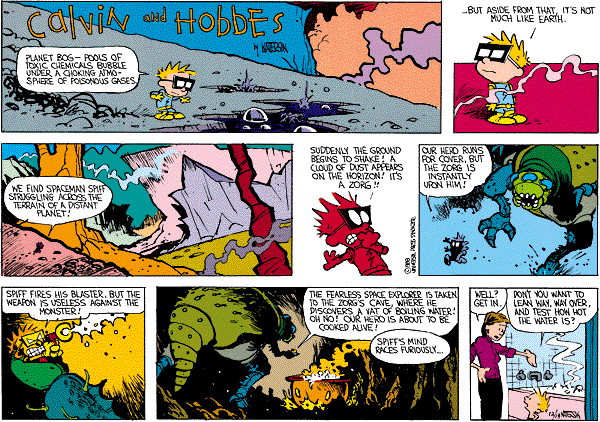 Calvin and Hobbes
by WATTERSON
PLANET BOG— POOLS OF
TOXIC CHEMICALS BUBBLE
UNDER A CHOKING ATMO-
SPHERE OF POISONOUS GASES.
...BUT ASIDE FROM THAT, IT'S NOT
MUCH LIKE EARTH.
WE FIND SPACEMAN SPIFF
STRUGGLING ACROSS THE
TERRAIN OF A DISTANT
PLANET!
SUDDENLY THE GROUND
BEGINS TO SHAKE! A
CLOUD OF DUST APPEARS
ON THE HORIZON! IT'S
A ZORG!!
©1988
UNIVERSAL PRESS SYNDICATE
OUR HERO RUNS
FOR COVER, BUT
THE ZORG IS
INSTANTLY
UPON HIM!
SPIFF FIRES HIS BLASTER, BUT THE
WEAPON IS USELESS AGAINST THE
MONSTER!
THE FEARLESS SPACE EXPLORER IS TAKEN
TO THE ZORG'S CAVE, WHERE HE
DISCOVERS A VAT OF BOILING WATER!
OH NO! OUR HERO IS ABOUT TO BE
COOKED ALIVE!
SPIFF'S MIND
RACES FURIOUSLY...
WELL?
GET IN.
DON'T YOU WANT TO
LEAN WAY, WAY OVER,
AND TEST HOW HOT
THE WATER IS?
WATTERSON